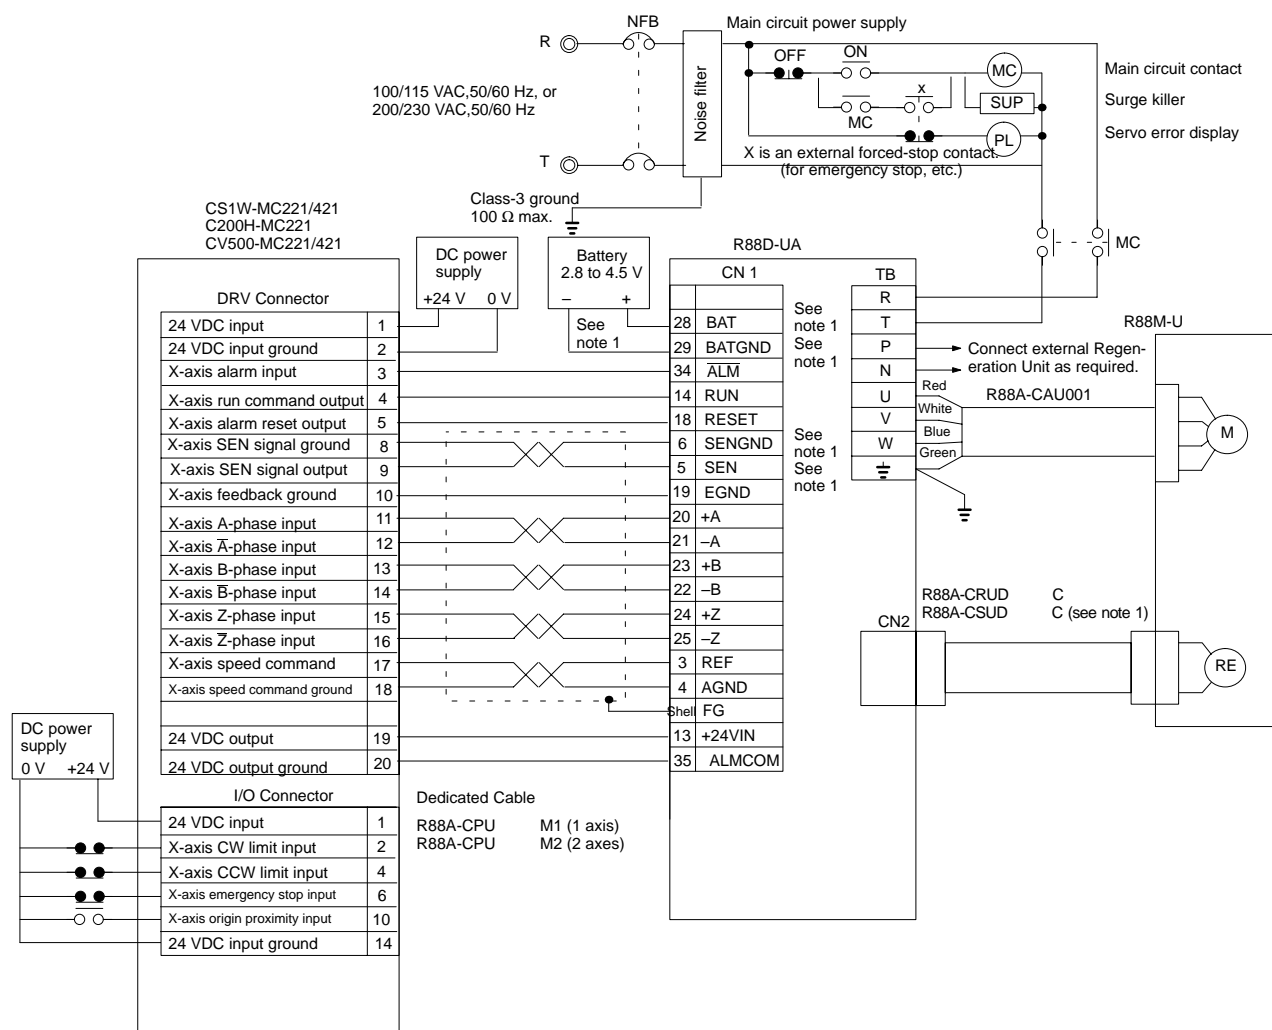 NFB
Main circuit power supply
R
OFF
ON
MC
Main circuit contact
100/115 VAC,50/60 Hz, or
200/230 VAC,50/60 Hz
Noise filter
MC
x
SUP
Surge killer
PL
Servo error display
T
X is an external forced-stop contact.
(for emergency stop, etc.)
Class-3 ground
100 Ω max.
MC
CS1W-MC221/421
C200H-MC221
CV500-MC221/421
DC power
supply
+24 V 0 V
Battery
2.8 to 4.5 V
– +
See
note 1
R88D-UA
CN 1
TB
DRV Connector
24 VDC input 1
24 VDC input ground 2
X-axis alarm input 3
X-axis run command output 4
X-axis alarm reset output 5
X-axis SEN signal ground 8
X-axis SEN signal output 9
X-axis feedback ground 10
X-axis A-phase input 11
X-axis A̅-phase input 12
X-axis B-phase input 13
X-axis B̅-phase input 14
X-axis Z-phase input 15
X-axis Z̅-phase input 16
X-axis speed command 17
X-axis speed command ground 18
24 VDC output 19
24 VDC output ground 20
28 BAT
29 BATGND
34 A̅L̅M̅
14 RUN
18 RESET
6 SENGND
5 SEN
19 EGND
20 +A
21 –A
23 +B
22 –B
24 +Z
25 –Z
3 REF
4 AGND
Shell FG
13 +24VIN
35 ALMCOM
See
note 1
See
note 1
See
note 1
See
note 1
R
T
P
N
U
V
W
Connect external Regen-
eration Unit as required.
Red
White
Blue
Green
R88A-CAU001
R88M-U
M
R88A-CRUD C
R88A-CSUD C (see note 1)
CN2
RE
DC power
supply
0 V +24 V
I/O Connector
24 VDC input 1
X-axis CW limit input 2
X-axis CCW limit input 4
X-axis emergency stop input 6
X-axis origin proximity input 10
24 VDC input ground 14
Dedicated Cable
R88A-CPU M1 (1 axis)
R88A-CPU M2 (2 axes)